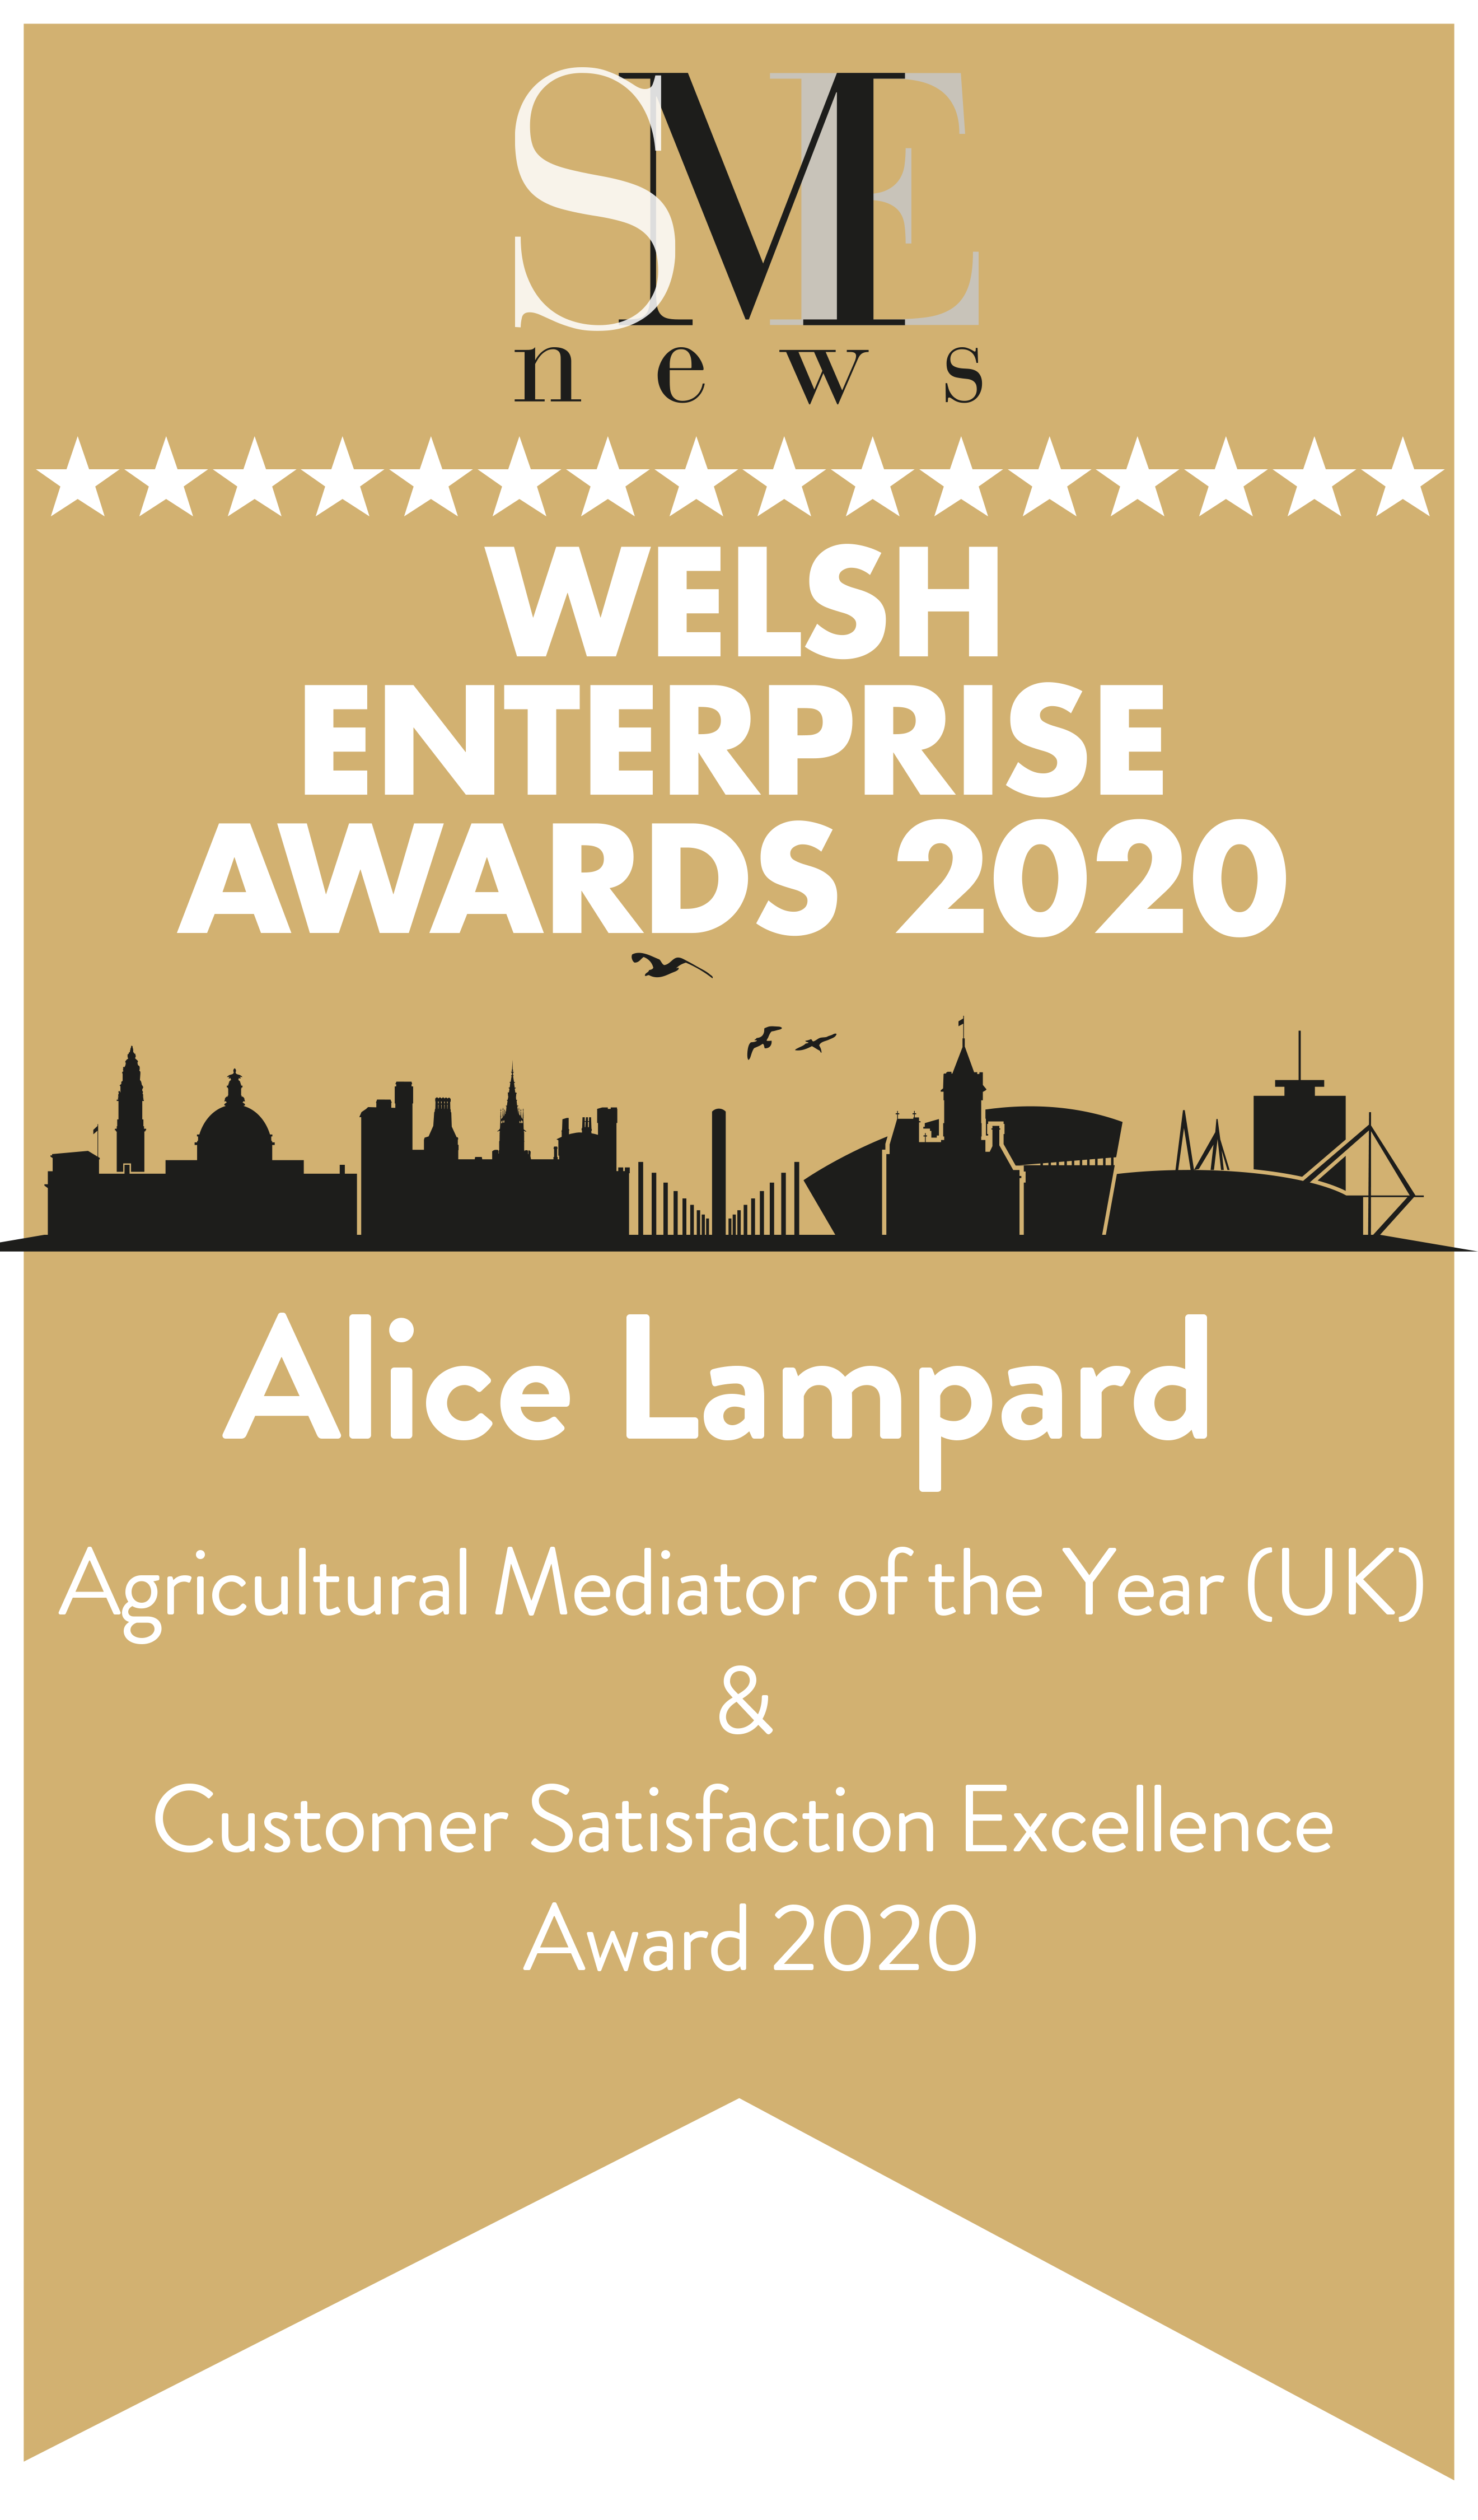 SME
news
WELSH
ENTERPRISE
AWARDS 2020
Alice Lampard
Agricultural Mediator of the Year (UK)
&
Customer Satisfaction Excellence
Award 2020